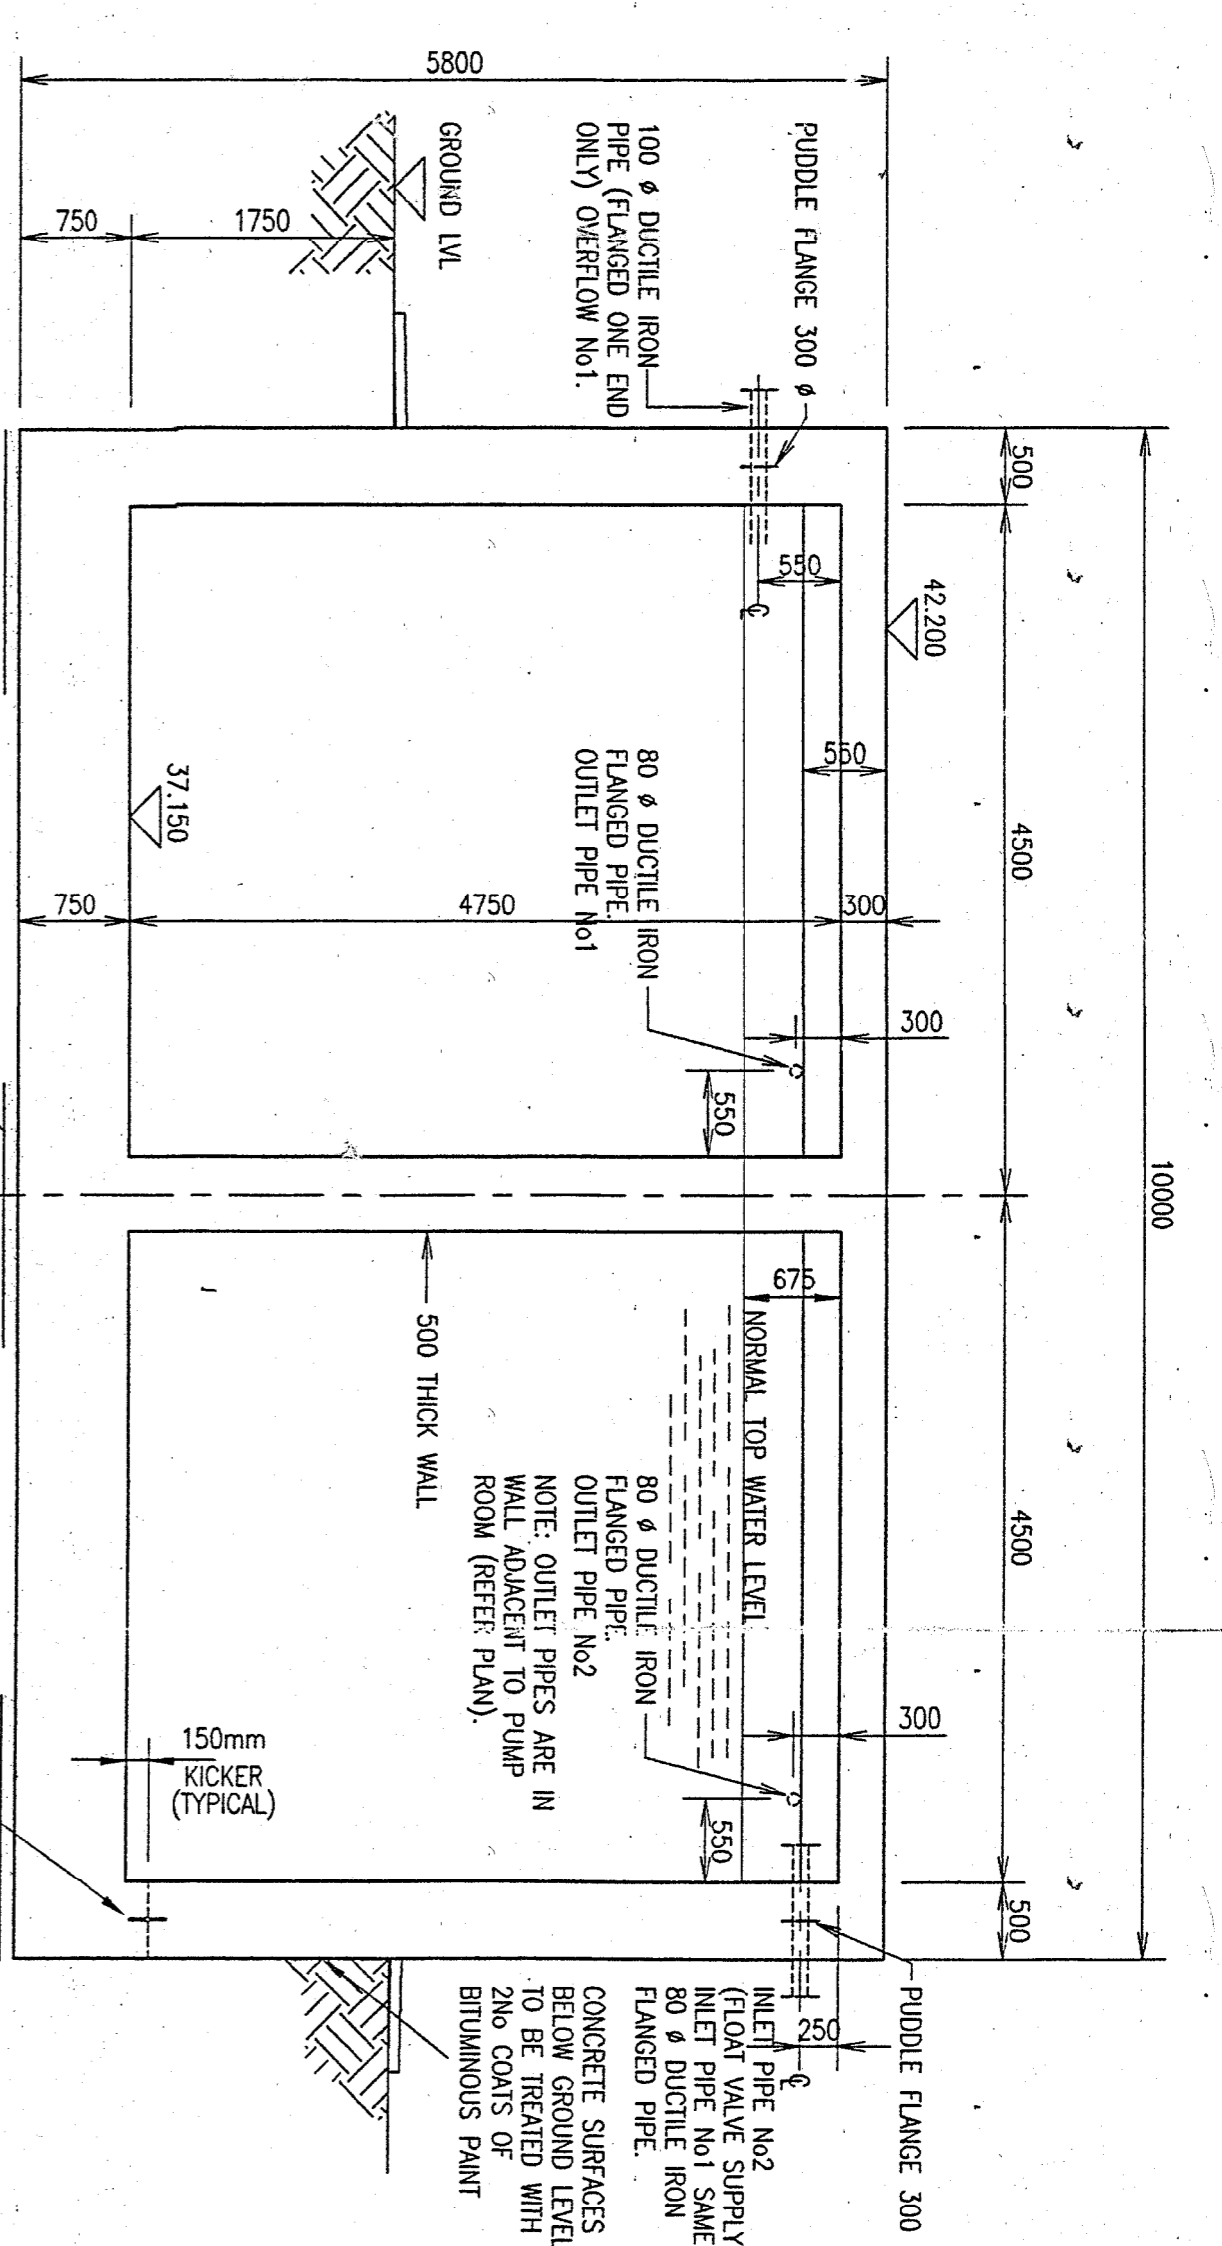 10000
500
4500
4500
500
42.200
550
550
300
300
300
675
250
5800
4750
750
1750
750
37.150
PUDDLE FLANGE 300 ø
100 ø DUCTILE IRON
PIPE (FLANGED ONE END
ONLY) OVERFLOW No1.
GROUND LVL
80 ø DUCTILE IRON
FLANGED PIPE.
OUTLET PIPE No1
550
NORMAL TOP WATER LEVEL
80 ø DUCTILE IRON
FLANGED PIPE.
OUTLET PIPE No2
NOTE: OUTLET PIPES ARE IN
WALL ADJACENT TO PUMP
ROOM (REFER PLAN).
550
500 THICK WALL
150mm
KICKER
(TYPICAL)
PUDDLE FLANGE 300
INLET PIPE No2
(FLOAT VALVE SUPPLY
INLET PIPE No1 SAME
80 ø DUCTILE IRON
FLANGED PIPE.
CONCRETE SURFACES
BELOW GROUND LEVEL
TO BE TREATED WITH
2No COATS OF
BITUMINOUS PAINT